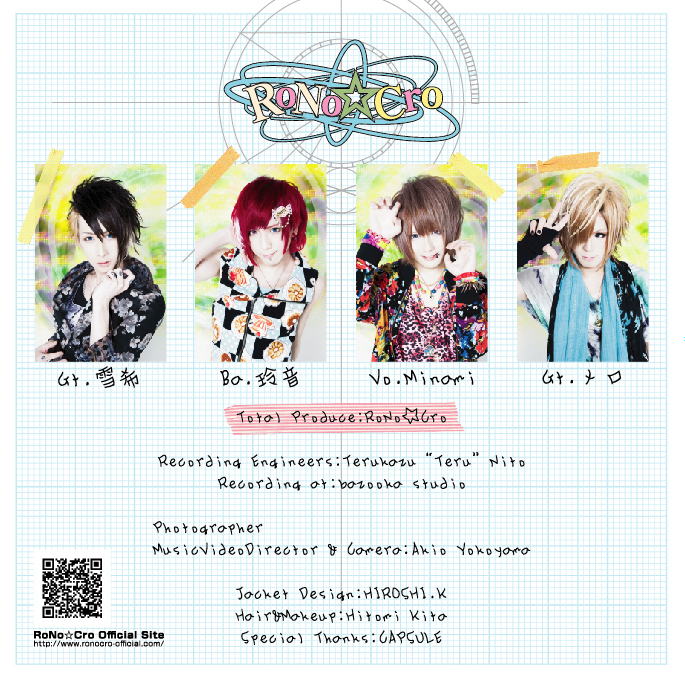 RoNo☆Cro
Gt.雪希
Ba.玲音
Vo.Minami
Gt.メロ
Total Produce:RoNo☆Cro
Recording Engineers:Terukazu “Teru” Nito
Recording at:bazooka studio
Photographer
MusicVideoDirector & Camera:Akio Yokoyama
Jacket Design:HIROSHI.K
Hair&Makeup:Hitomi Kita
Special Thanks:CAPSULE
RoNo☆Cro Official Site
http://www.ronocro-official.com/